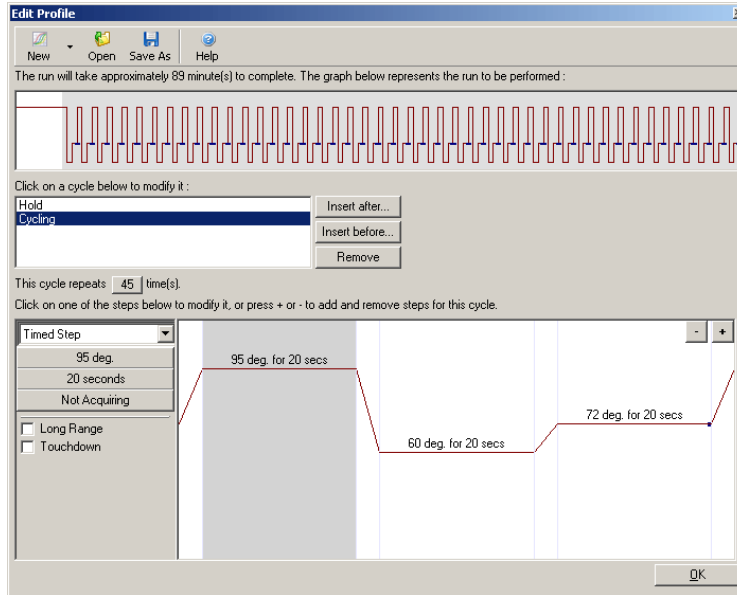 Edit Profile
New Open Save As Help
The run will take approximately 89 minute(s) to complete. The graph below represents the run to be performed :
Click on a cycle below to modify it :
Hold
Cycling
Insert after...
Insert before...
Remove
This cycle repeats 45 time(s).
Click on one of the steps below to modify it, or press + or - to add and remove steps for this cycle.
Timed Step
95 deg.
20 seconds
Not Acquiring
Long Range
Touchdown
95 deg. for 20 secs
60 deg. for 20 secs
72 deg. for 20 secs
- +
OK